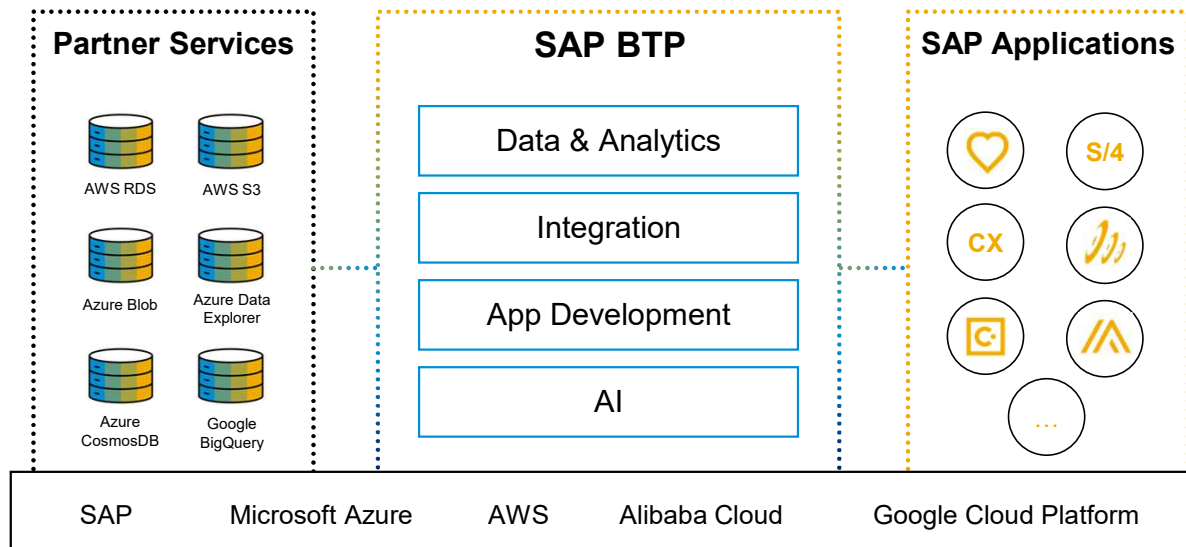 Partner Services
AWS RDS
AWS S3
Azure Blob
Azure Data
Explorer
Azure
CosmosDB
Google
BigQuery
SAP BTP
Data & Analytics
Integration
App Development
AI
SAP Applications
S/4
CX
C
...
SAP
Microsoft Azure
AWS
Alibaba Cloud
Google Cloud Platform